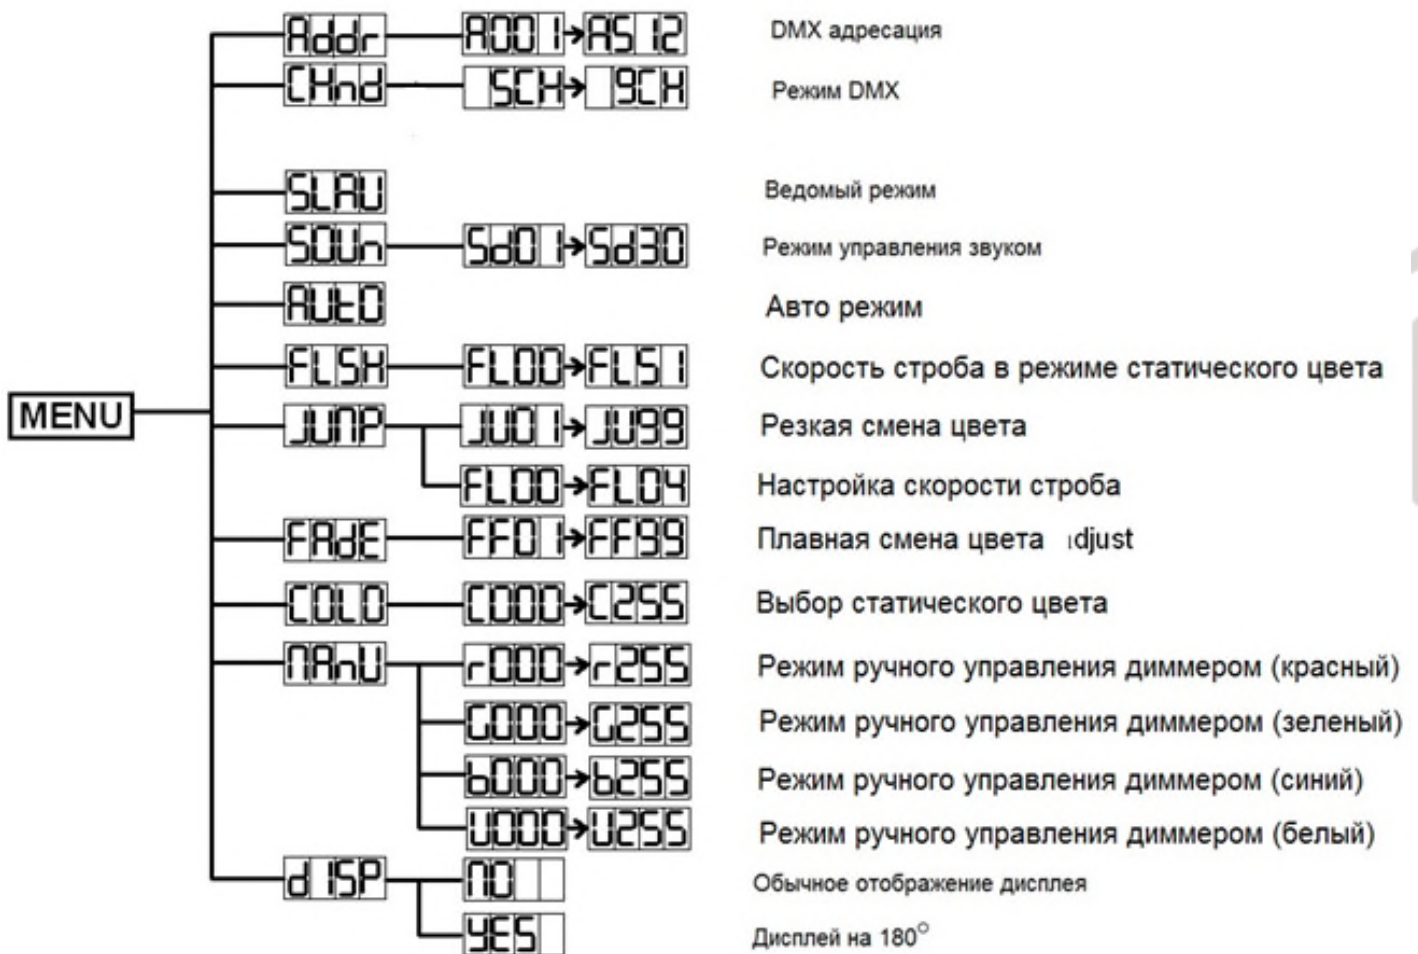 Addr A001 → A512 DMX адресация
CHnd 5CH → 9CH Режим DMX
SLAU Ведомый режим
SOUn Sd01 → Sd30 Режим управления звуком
AUtO Авто режим
FLSH FL00 → FL51 Скорость строба в режиме статического цвета
MENU
JUMP JU01 → JU99 Резкая смена цвета
FL00 → FL04 Настройка скорости строба
FAdE FF01 → FF99 Плавная смена цвета djust
COLO C000 → C255 Выбор статического цвета
MAnU r000 → r255 Режим ручного управления диммером (красный)
G000 → G255 Режим ручного управления диммером (зеленый)
b000 → b255 Режим ручного управления диммером (синий)
U000 → U255 Режим ручного управления диммером (белый)
dISP NO Обычное отображение дисплея
YES Дисплей на 180°